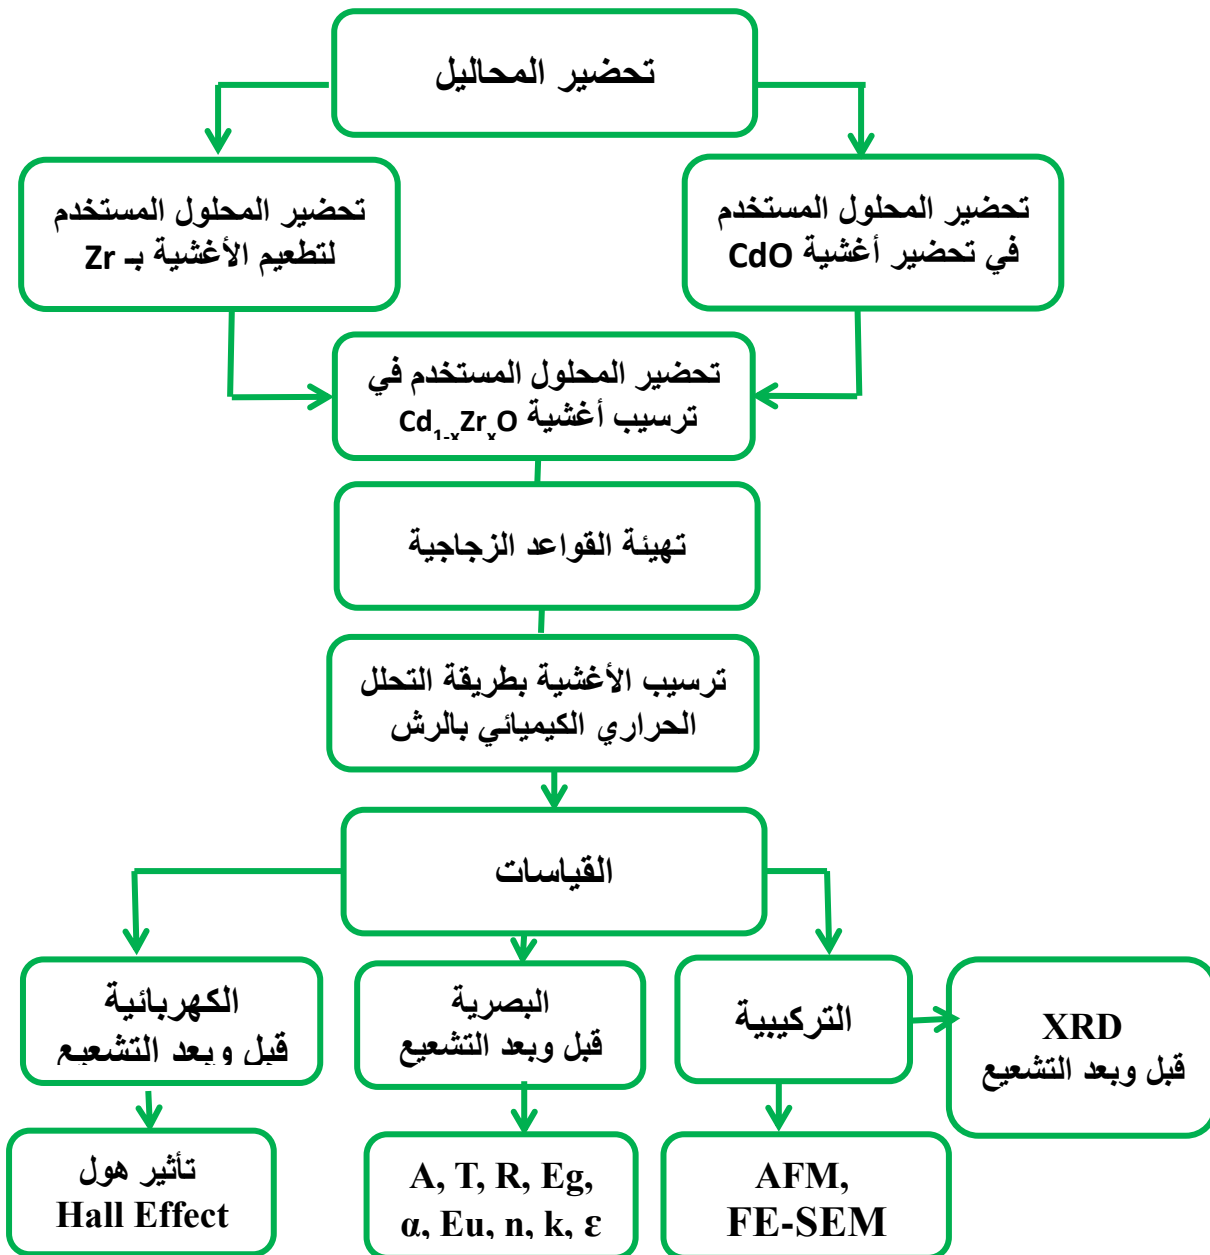 تحضير المحاليل
تحضير المحلول المستخدم
في تحضير أغشية CdO
تحضير المحلول المستخدم
لتطعيم الأغشية بـ Zr
تحضير المحلول المستخدم في
ترسيب أغشية Cd₁₋ₓZrₓO
تهيئة القواعد الزجاجية
ترسيب الأغشية بطريقة التحلل
الحراري الكيميائي بالرش
القياسات
XRD
قبل وبعد التشعيع
التركيبية
البصرية
قبل وبعد التشعيع
الكهربائية
قبل وبعد التشعيع
AFM,
FE-SEM
A, T, R, Eg,
α, Eu, n, k, ε
تأثير هول
Hall Effect